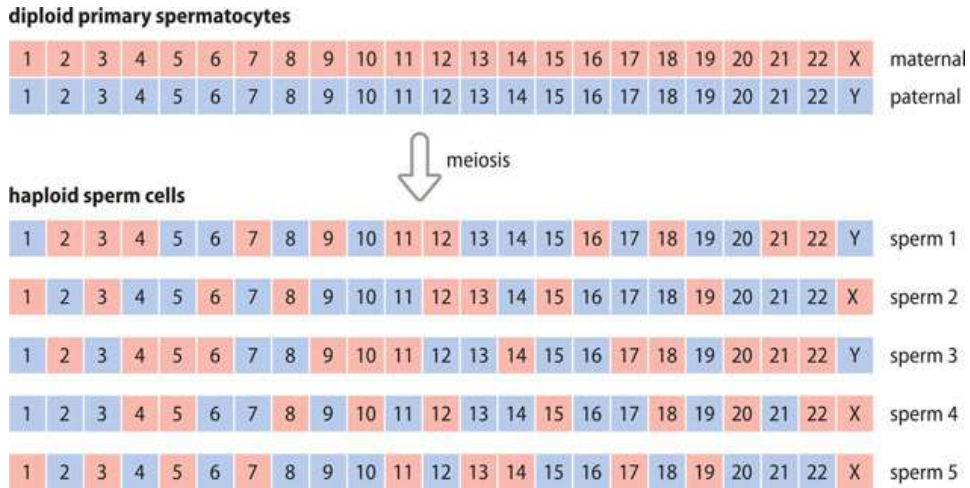 diploid primary spermatocytes
1 2 3 4 5 6 7 8 9 10 11 12 13 14 15 16 17 18 19 20 21 22 X maternal
1 2 3 4 5 6 7 8 9 10 11 12 13 14 15 16 17 18 19 20 21 22 Y paternal
meiosis
haploid sperm cells
1 2 3 4 5 6 7 8 9 10 11 12 13 14 15 16 17 18 19 20 21 22 Y sperm 1
1 2 3 4 5 6 7 8 9 10 11 12 13 14 15 16 17 18 19 20 21 22 X sperm 2
1 2 3 4 5 6 7 8 9 10 11 12 13 14 15 16 17 18 19 20 21 22 Y sperm 3
1 2 3 4 5 6 7 8 9 10 11 12 13 14 15 16 17 18 19 20 21 22 X sperm 4
1 2 3 4 5 6 7 8 9 10 11 12 13 14 15 16 17 18 19 20 21 22 X sperm 5